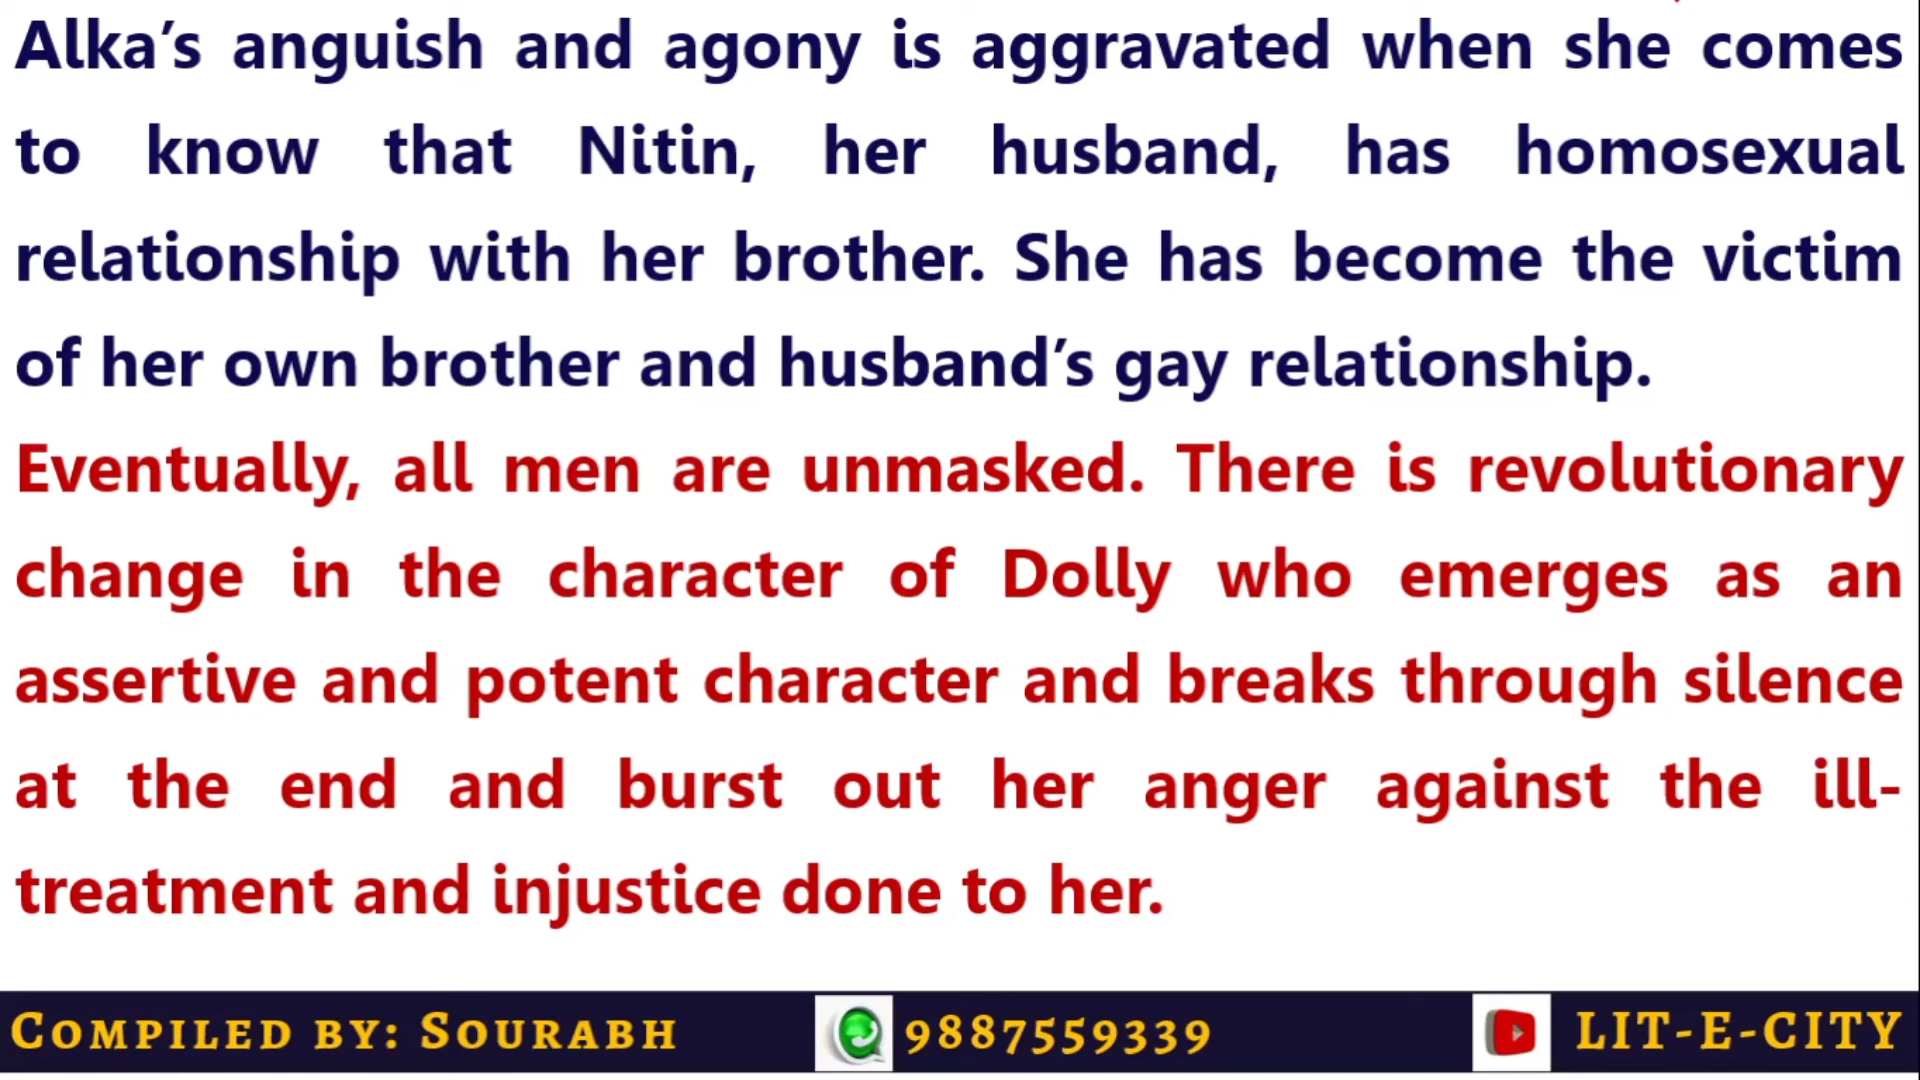 Alka’s anguish and agony is aggravated when she comes
to know that Nitin, her husband, has homosexual
relationship with her brother. She has become the victim
of her own brother and husband’s gay relationship.
Eventually, all men are unmasked. There is revolutionary
change in the character of Dolly who emerges as an
assertive and potent character and breaks through silence
at the end and burst out her anger against the ill-
treatment and injustice done to her.
COMPILED BY: SOURABH 9887559339 LIT-E-CITY